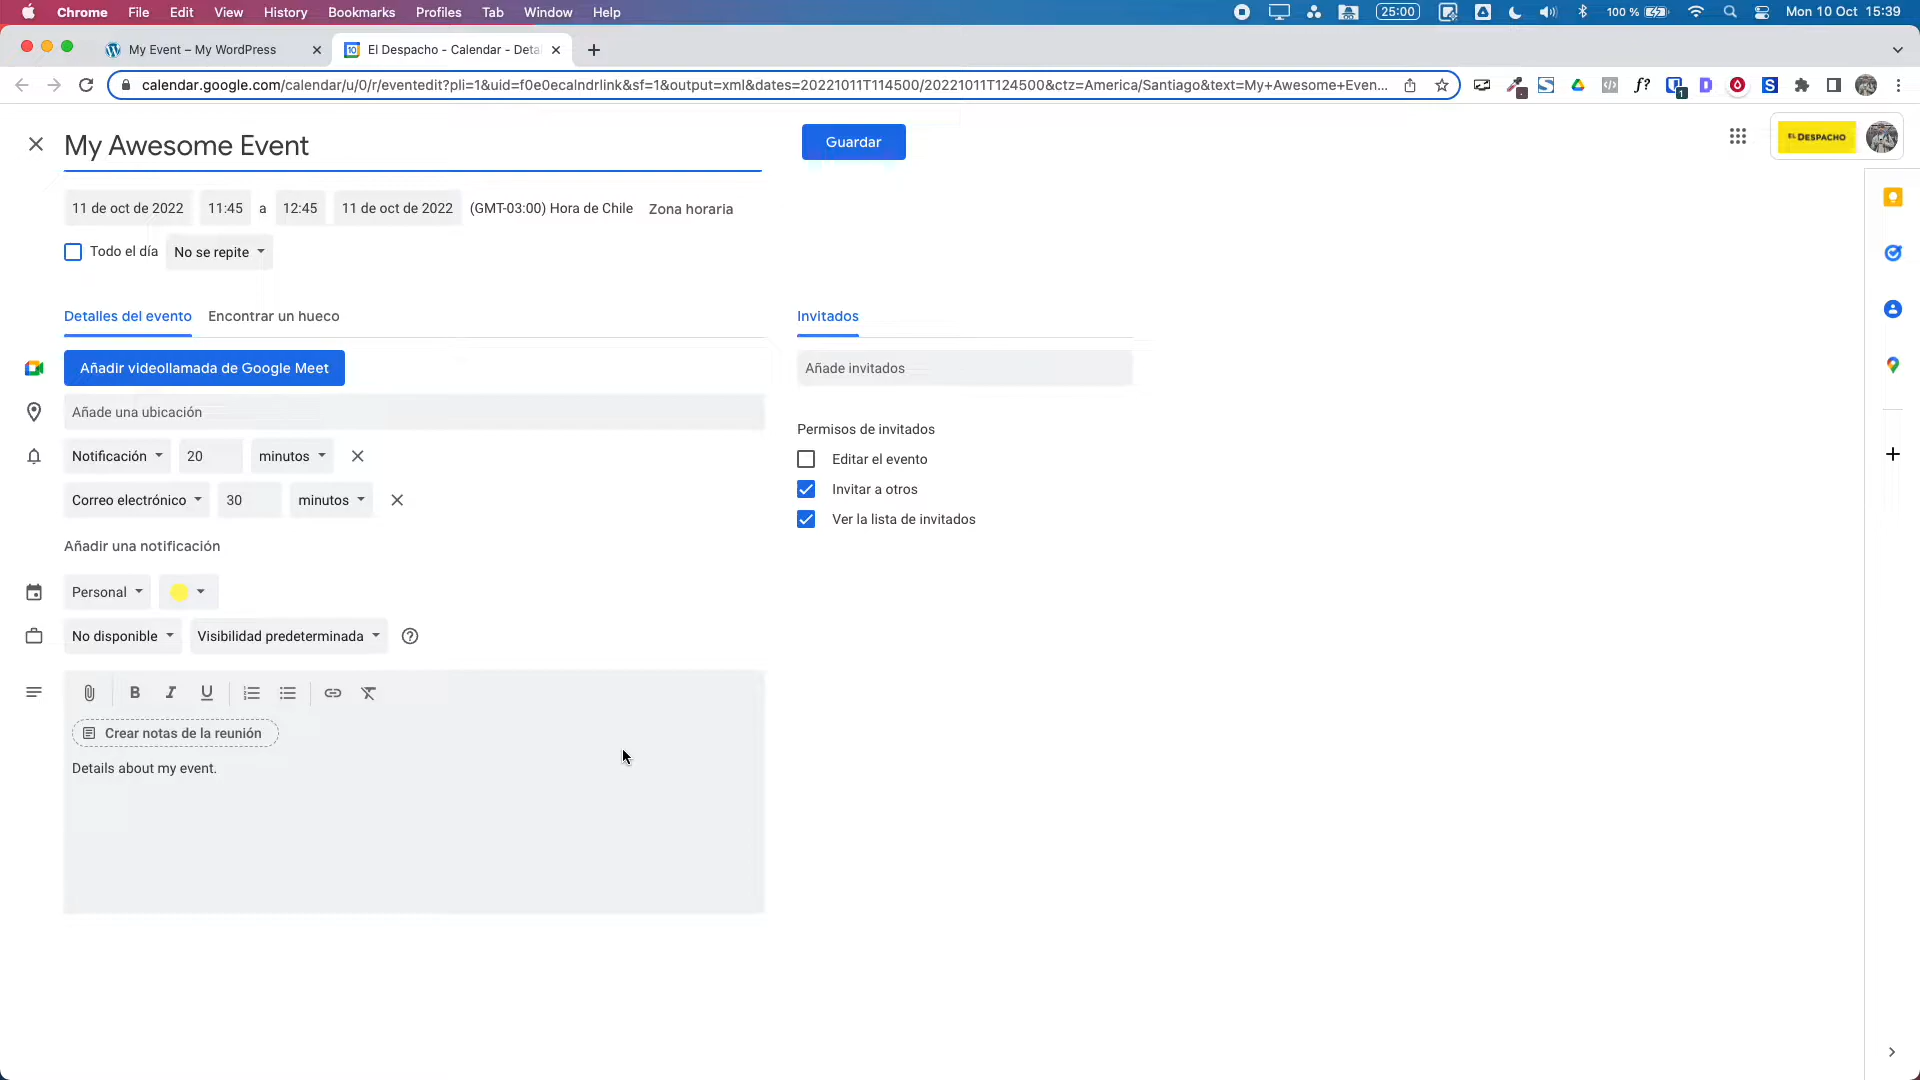 Chrome File Edit View History Bookmarks Profiles Tab Window Help 25:00 100 % Mon 10 Oct 15:39
My Event – My WordPress El Despacho - Calendar - Deta
calendar.google.com/calendar/u/0/r/eventedit?pli=1&uid=f0e0ecalndrlink&sf=1&output=xml&dates=20221011T114500/20221011T124500&ctz=America/Santiago&text=My+Awesome+Even...
My Awesome Event Guardar EL DESPACHO
11 de oct de 2022 11:45 a 12:45 11 de oct de 2022 (GMT-03:00) Hora de Chile Zona horaria
Todo el día No se repite
Detalles del evento Encontrar un hueco Invitados
Añadir videollamada de Google Meet Añade invitados
Añade una ubicación
Permisos de invitados
Notificación 20 minutos Editar el evento
Invitar a otros
Correo electrónico 30 minutos
Ver la lista de invitados
Añadir una notificación
Personal
No disponible Visibilidad predeterminada
Crear notas de la reunión
Details about my event.